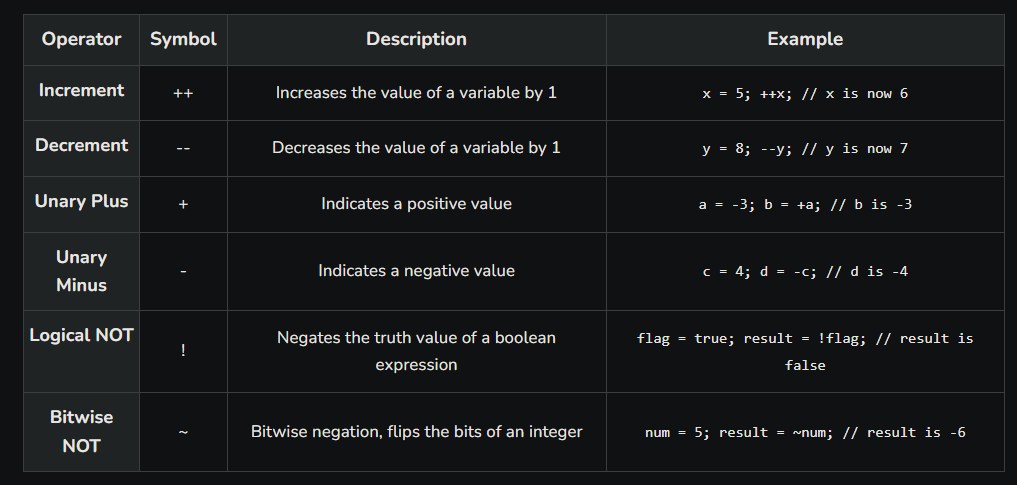 Operator Symbol Description Example
Increment ++ Increases the value of a variable by 1 x = 5; ++x; // x is now 6
Decrement -- Decreases the value of a variable by 1 y = 8; --y; // y is now 7
Unary Plus + Indicates a positive value a = -3; b = +a; // b is -3
Unary
Minus - Indicates a negative value c = 4; d = -c; // d is -4
Logical NOT ! Negates the truth value of a boolean
expression flag = true; result = !flag; // result is
false
Bitwise
NOT ~ Bitwise negation, flips the bits of an integer num = 5; result = ~num; // result is -6